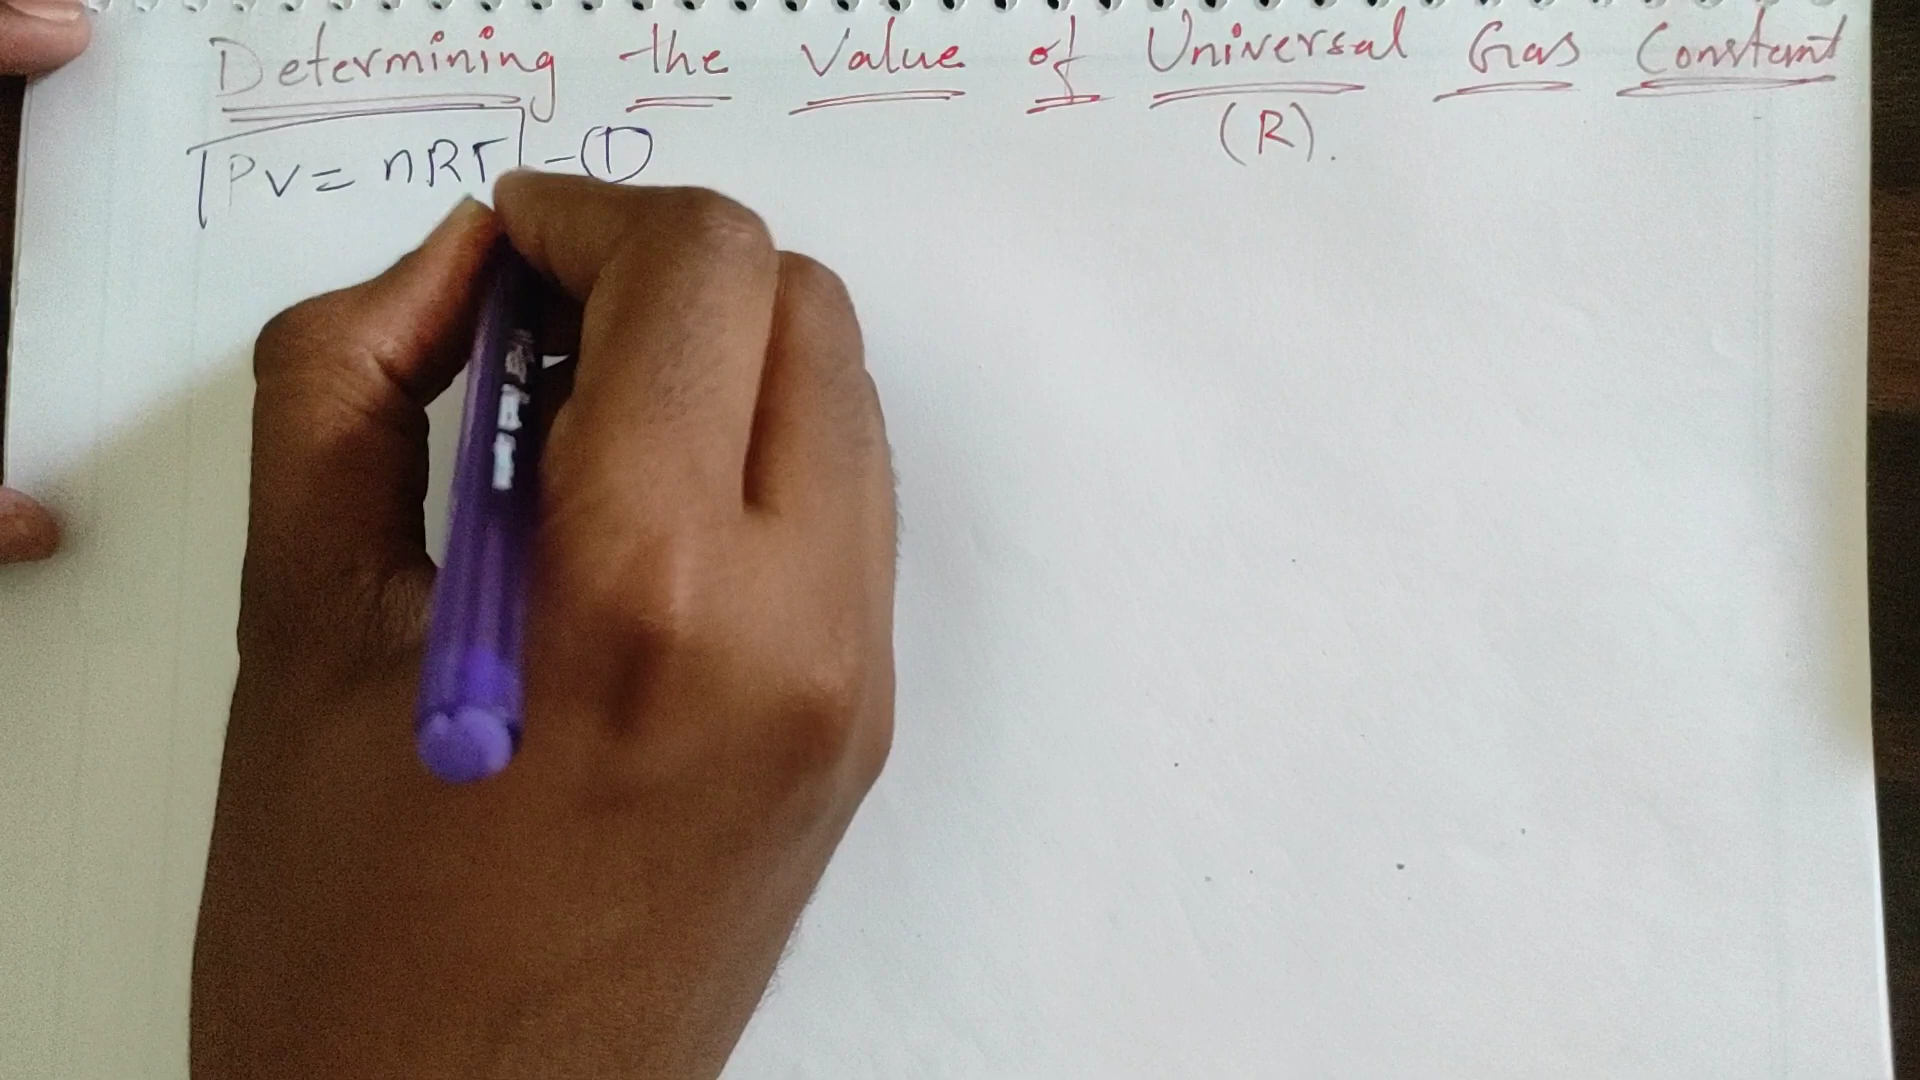 Determining the Value of Universal Gas Constant
(R).
PV = nRT - ①